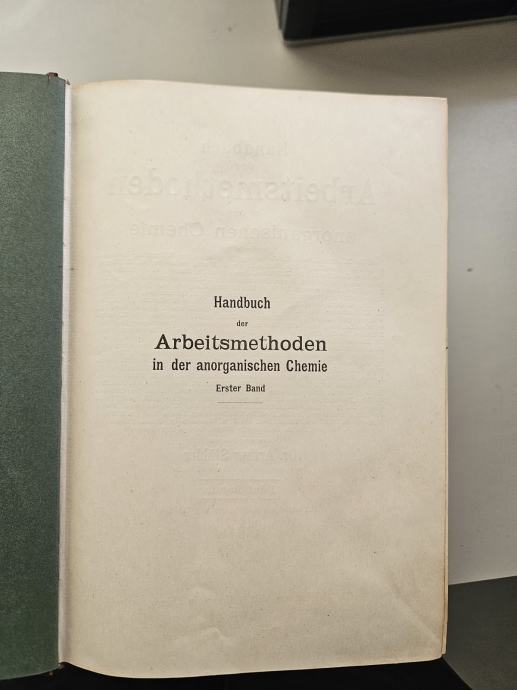 Handbuch
der
Arbeitsmethoden
in der anorganischen Chemie
Erster Band